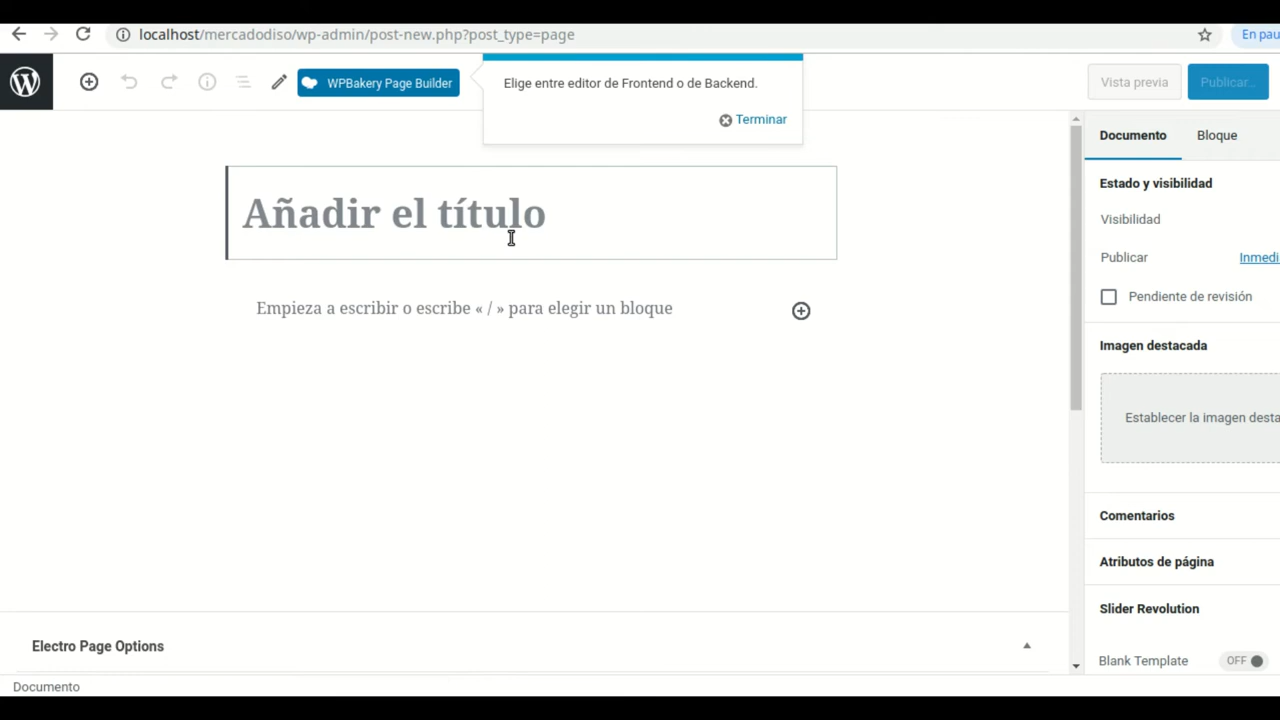 localhost/mercadodiso/wp-admin/post-new.php?post_type=page
En pau
WPBakery Page Builder
Elige entre editor de Frontend o de Backend.
Terminar
Vista previa
Publicar...
Documento
Bloque
Añadir el título
Estado y visibilidad
Visibilidad
Publicar
Inmedi
Pendiente de revisión
Empieza a escribir o escribe « / » para elegir un bloque
Imagen destacada
Establecer la imagen desta
Comentarios
Atributos de página
Slider Revolution
Electro Page Options
Blank Template
OFF
Documento